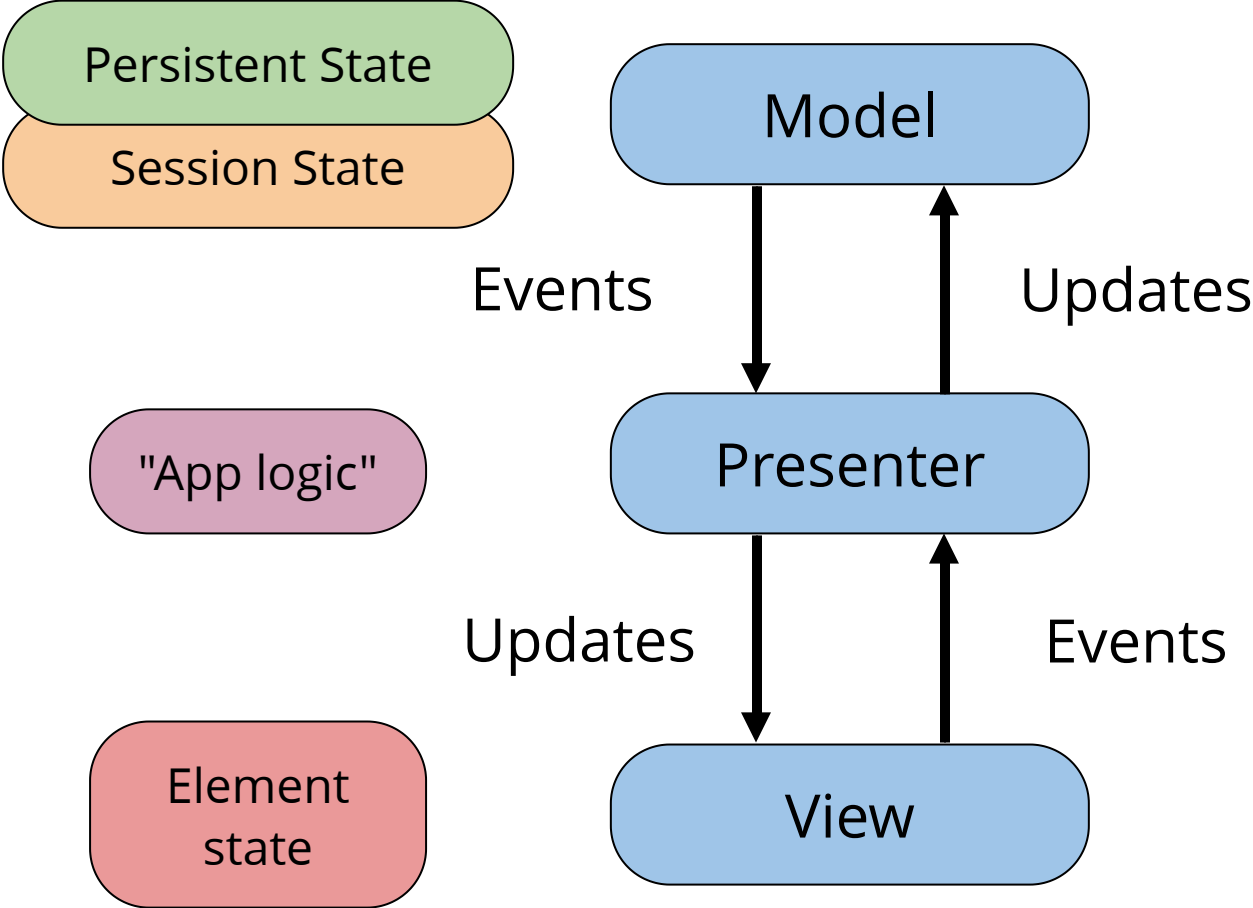 Persistent State
Session State
Model
Events
Updates
"App logic"
Presenter
Updates
Events
Element
state
View